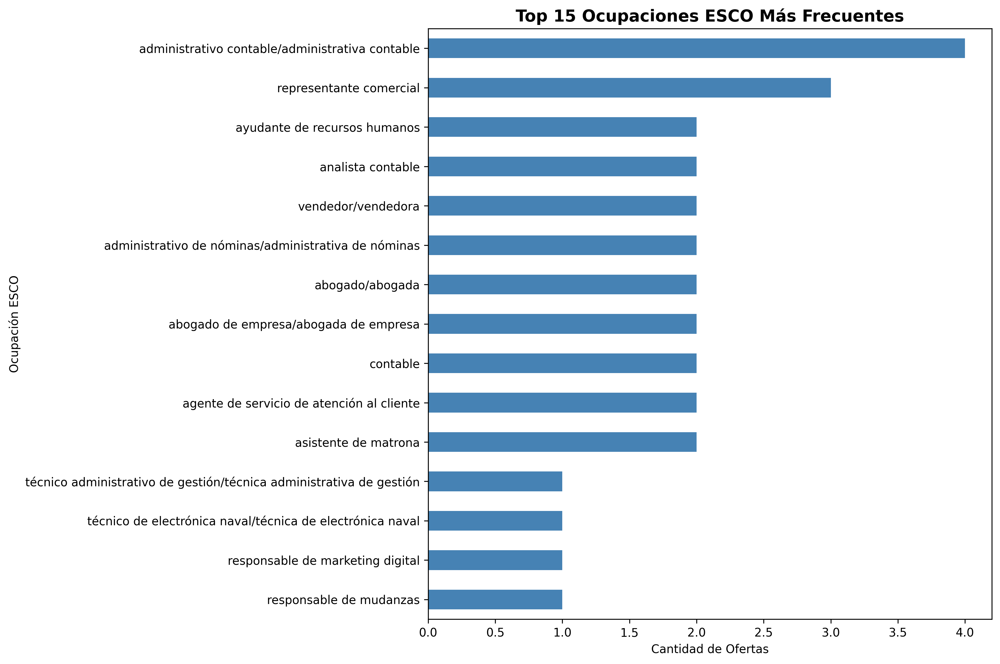 Top 15 Ocupaciones ESCO Más Frecuentes
administrativo contable/administrativa contable
representante comercial
ayudante de recursos humanos
analista contable
vendedor/vendedora
administrativo de nóminas/administrativa de nóminas
abogado/abogada
abogado de empresa/abogada de empresa
contable
agente de servicio de atención al cliente
asistente de matrona
técnico administrativo de gestión/técnica administrativa de gestión
técnico de electrónica naval/técnica de electrónica naval
responsable de marketing digital
responsable de mudanzas
Ocupación ESCO
0.0 0.5 1.0 1.5 2.0 2.5 3.0 3.5 4.0
Cantidad de Ofertas